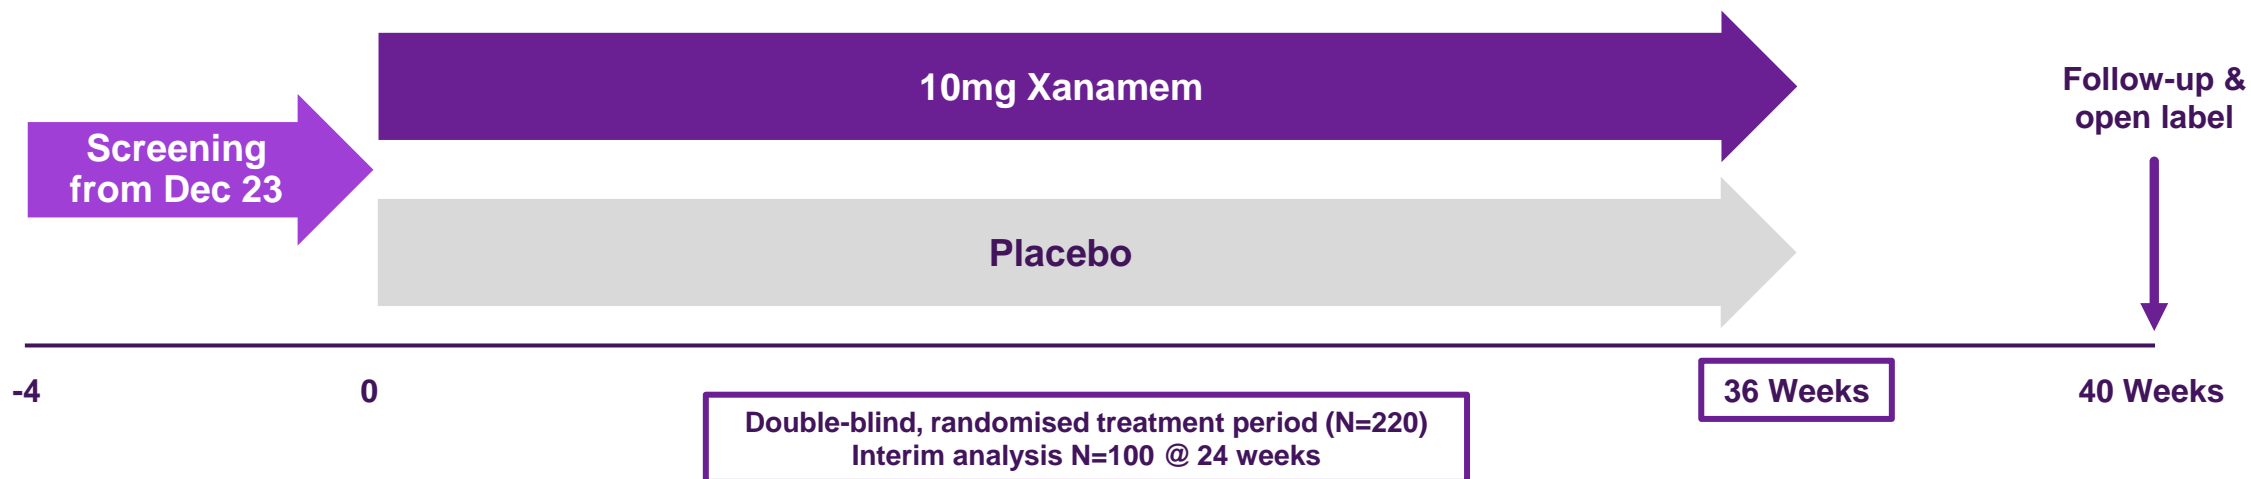 10mg Xanamem
Screening
from Dec 23
Placebo
Follow-up &
open label
-4
0
36 Weeks
40 Weeks
Double-blind, randomised treatment period (N=220)
Interim analysis N=100 @ 24 weeks